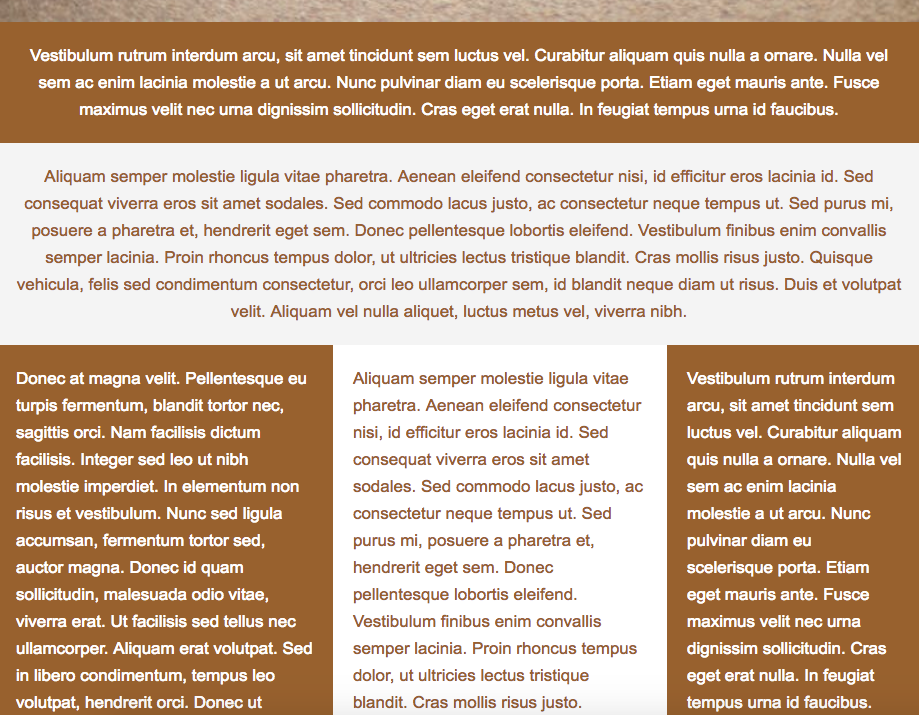 Vestibulum rutrum interdum arcu, sit amet tincidunt sem luctus vel. Curabitur aliquam quis nulla a ornare. Nulla vel
sem ac enim lacinia molestie a ut arcu. Nunc pulvinar diam eu scelerisque porta. Etiam eget mauris ante. Fusce
maximus velit nec urna dignissim sollicitudin. Cras eget erat nulla. In feugiat tempus urna id faucibus.
Aliquam semper molestie ligula vitae pharetra. Aenean eleifend consectetur nisi, id efficitur eros lacinia id. Sed
consequat viverra eros sit amet sodales. Sed commodo lacus justo, ac consectetur neque tempus ut. Sed purus mi,
posuere a pharetra et, hendrerit eget sem. Donec pellentesque lobortis eleifend. Vestibulum finibus enim convallis
semper lacinia. Proin rhoncus tempus dolor, ut ultricies lectus tristique blandit. Cras mollis risus justo. Quisque
vehicula, felis sed condimentum consectetur, orci leo ullamcorper sem, id blandit neque diam ut risus. Duis et volutpat
velit. Aliquam vel nulla aliquet, luctus metus vel, viverra nibh.
Donec at magna velit. Pellentesque eu
turpis fermentum, blandit tortor nec,
sagittis orci. Nam facilisis dictum
facilisis. Integer sed leo ut nibh
molestie imperdiet. In elementum non
risus et vestibulum. Nunc sed ligula
accumsan, fermentum tortor sed,
auctor magna. Donec id quam
sollicitudin, malesuada odio vitae,
viverra erat. Ut facilisis sed tellus nec
ullamcorper. Aliquam erat volutpat. Sed
in libero condimentum, tempus leo
volutpat, hendrerit orci. Donec ut
Aliquam semper molestie ligula vitae
pharetra. Aenean eleifend consectetur
nisi, id efficitur eros lacinia id. Sed
consequat viverra eros sit amet
sodales. Sed commodo lacus justo, ac
consectetur neque tempus ut. Sed
purus mi, posuere a pharetra et,
hendrerit eget sem. Donec
pellentesque lobortis eleifend.
Vestibulum finibus enim convallis
semper lacinia. Proin rhoncus tempus
dolor, ut ultricies lectus tristique
blandit. Cras mollis risus justo.
Vestibulum rutrum interdum
arcu, sit amet tincidunt sem
luctus vel. Curabitur aliquam
quis nulla a ornare. Nulla vel
sem ac enim lacinia
molestie a ut arcu. Nunc
pulvinar diam eu
scelerisque porta. Etiam
eget mauris ante. Fusce
maximus velit nec urna
dignissim sollicitudin. Cras
eget erat nulla. In feugiat
tempus urna id faucibus.